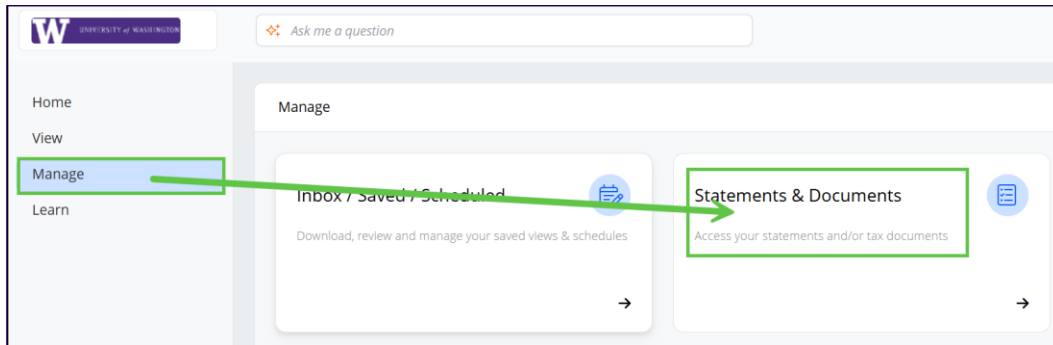 W UNIVERSITY of WASHINGTON
Ask me a question
Home
View
Manage
Learn
Manage
Inbox / Saved / Scheduled
Download, review and manage your saved views & schedules
Statements & Documents
Access your statements and/or tax documents